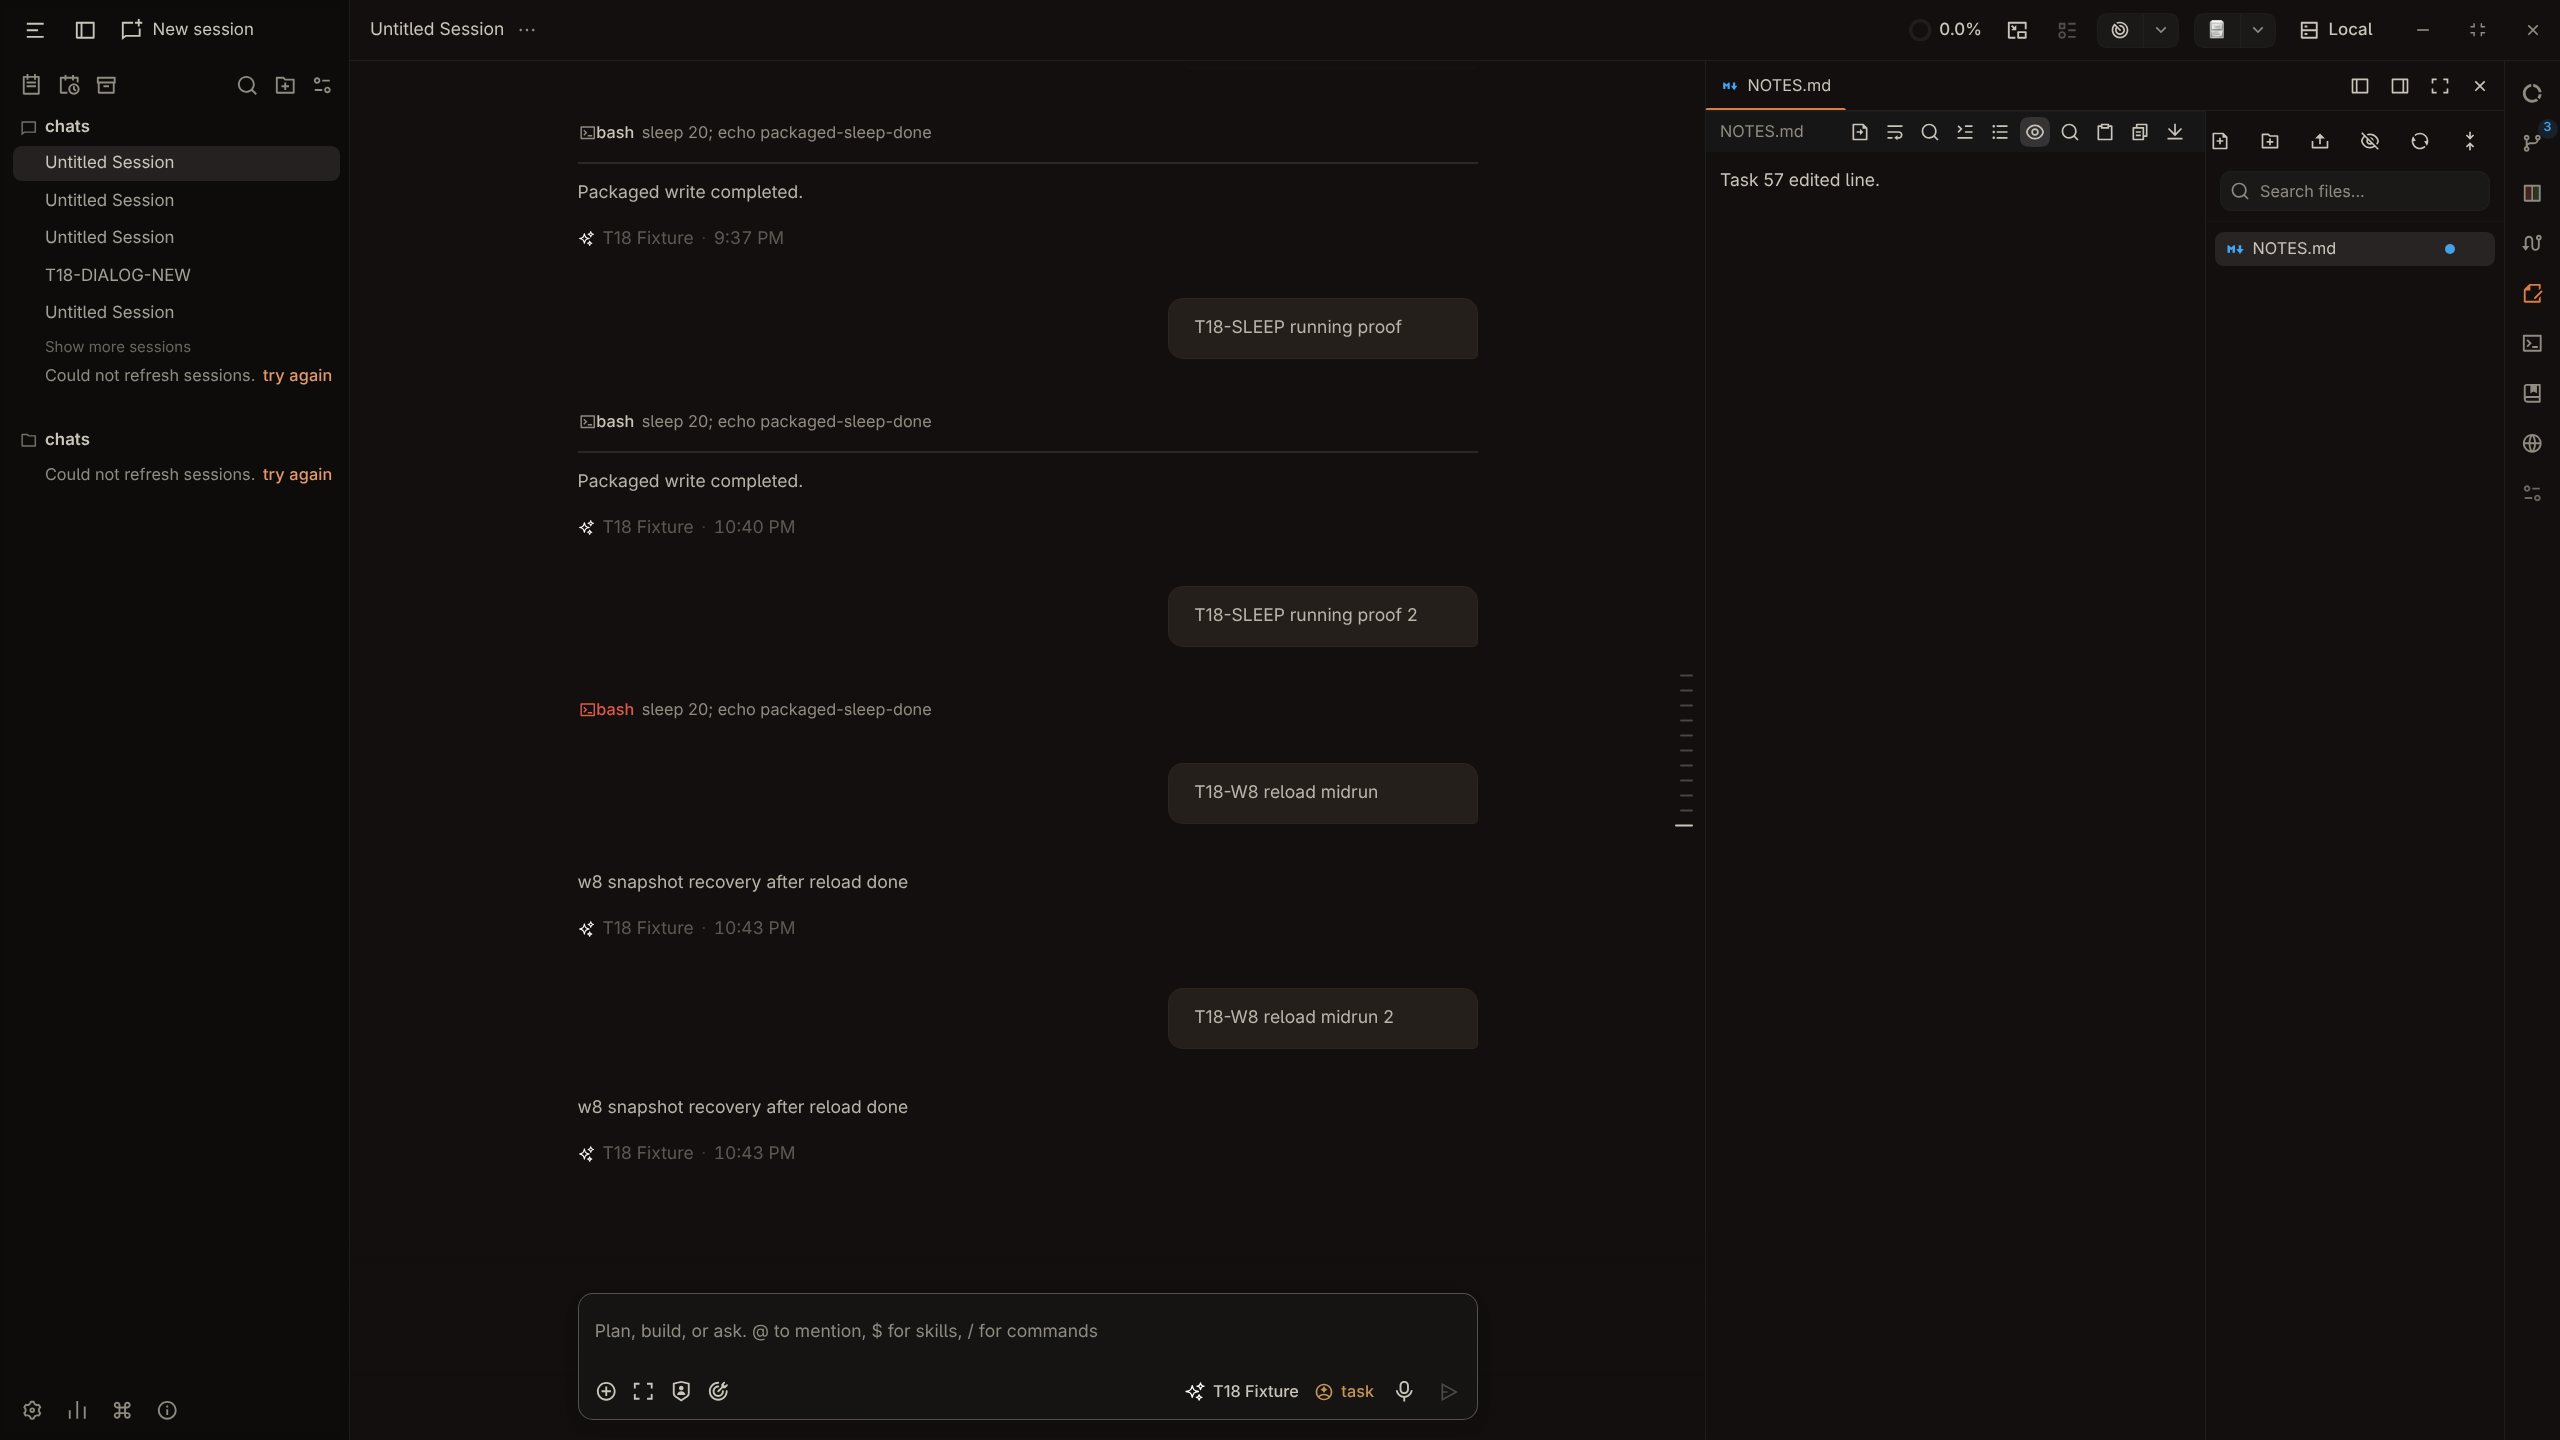 New session
Untitled Session
0.0%
Local
chats
Untitled Session
Untitled Session
Untitled Session
T18-DIALOG-NEW
Untitled Session
Show more sessions
Could not refresh sessions. try again
chats
Could not refresh sessions. try again
bash sleep 20; echo packaged-sleep-done
Packaged write completed.
T18 Fixture · 9:37 PM
T18-SLEEP running proof
bash sleep 20; echo packaged-sleep-done
Packaged write completed.
T18 Fixture · 10:40 PM
T18-SLEEP running proof 2
bash sleep 20; echo packaged-sleep-done
T18-W8 reload midrun
w8 snapshot recovery after reload done
T18 Fixture · 10:43 PM
T18-W8 reload midrun 2
w8 snapshot recovery after reload done
T18 Fixture · 10:43 PM
Plan, build, or ask. @ to mention, $ for skills, / for commands
T18 Fixture
task
NOTES.md
NOTES.md
Task 57 edited line.
Search files...
NOTES.md
3